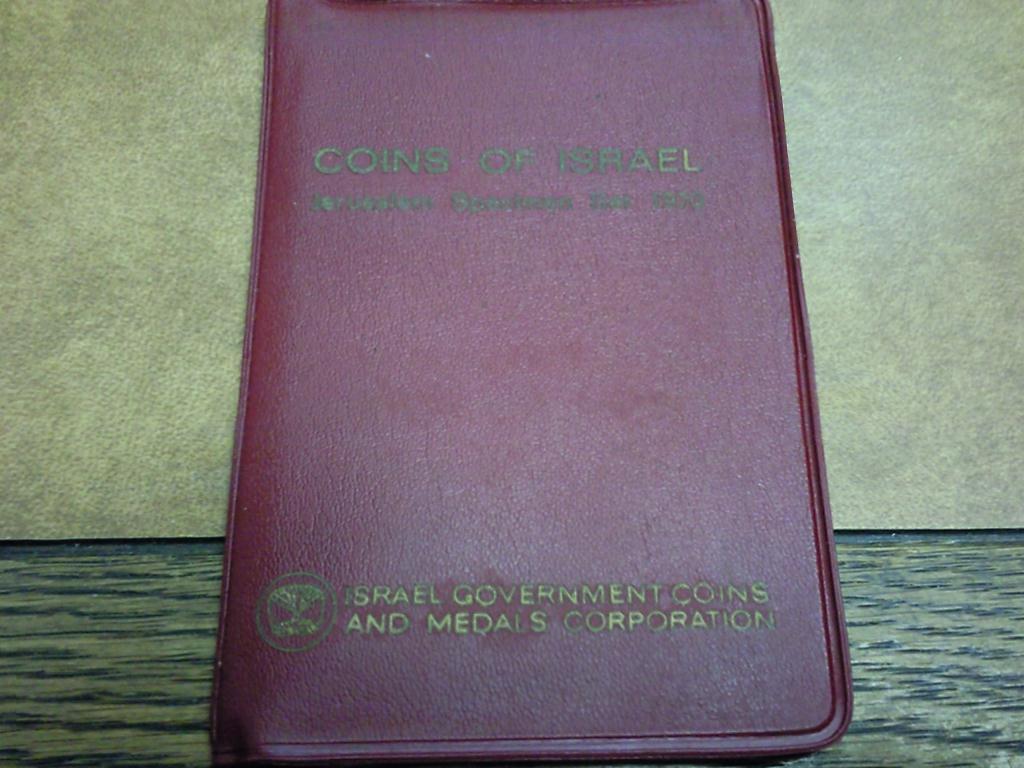 COINS OF ISRAEL
Jerusalem Specimen Set 1970
ISRAEL GOVERNMENT COINS
AND MEDALS CORPORATION